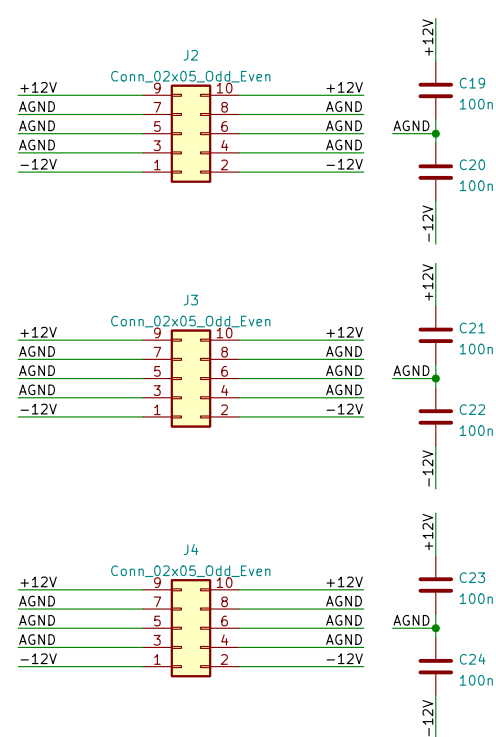 J2
Conn_02x05_Odd_Even
+12V 9 10 +12V
AGND 7 8 AGND
AGND 5 6 AGND
AGND 3 4 AGND
-12V 1 2 -12V
+12V
C19
100n
AGND
C20
100n
-12V
J3
Conn_02x05_Odd_Even
+12V 9 10 +12V
AGND 7 8 AGND
AGND 5 6 AGND
AGND 3 4 AGND
-12V 1 2 -12V
+12V
C21
100n
AGND
C22
100n
-12V
J4
Conn_02x05_Odd_Even
+12V 9 10 +12V
AGND 7 8 AGND
AGND 5 6 AGND
AGND 3 4 AGND
-12V 1 2 -12V
+12V
C23
100n
AGND
C24
100n
-12V